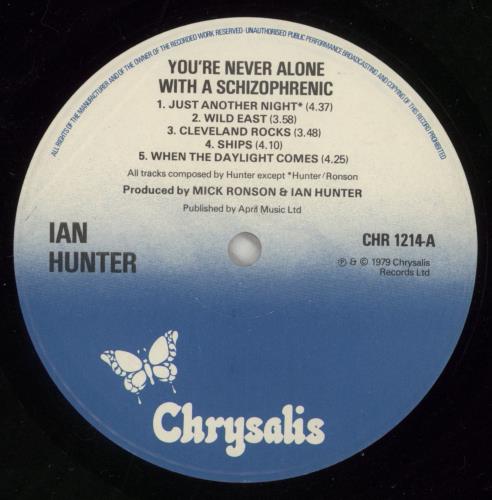 ALL RIGHTS OF THE MANUFACTURER AND OF THE OWNER OF THE RECORDED WORK RESERVED · UNAUTHORISED PUBLIC PERFORMANCE BROADCASTING AND COPYING OF THIS RECORD PROHIBITED
YOU'RE NEVER ALONE
WITH A SCHIZOPHRENIC
1. JUST ANOTHER NIGHT* (4.37)
2. WILD EAST (3.58)
3. CLEVELAND ROCKS (3.48)
4. SHIPS (4.10)
5. WHEN THE DAYLIGHT COMES (4.25)
All tracks composed by Hunter except *Hunter/Ronson
Produced by MICK RONSON & IAN HUNTER
Published by April Music Ltd
IAN
HUNTER
CHR 1214-A
℗ & © 1979 Chrysalis
Records Ltd
Chrysalis